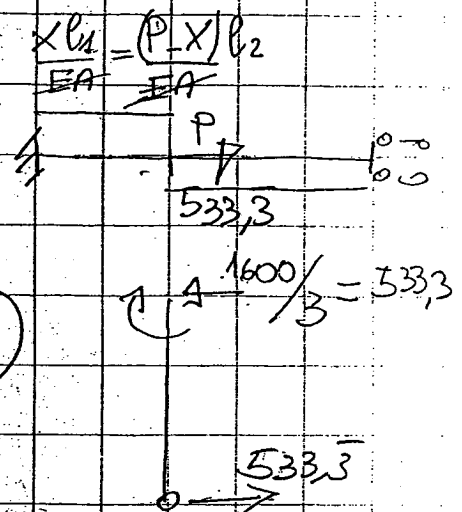 Xl1/EA = (P-X)l2/EA
P
533,3
1600/3 = 533,3
533,3